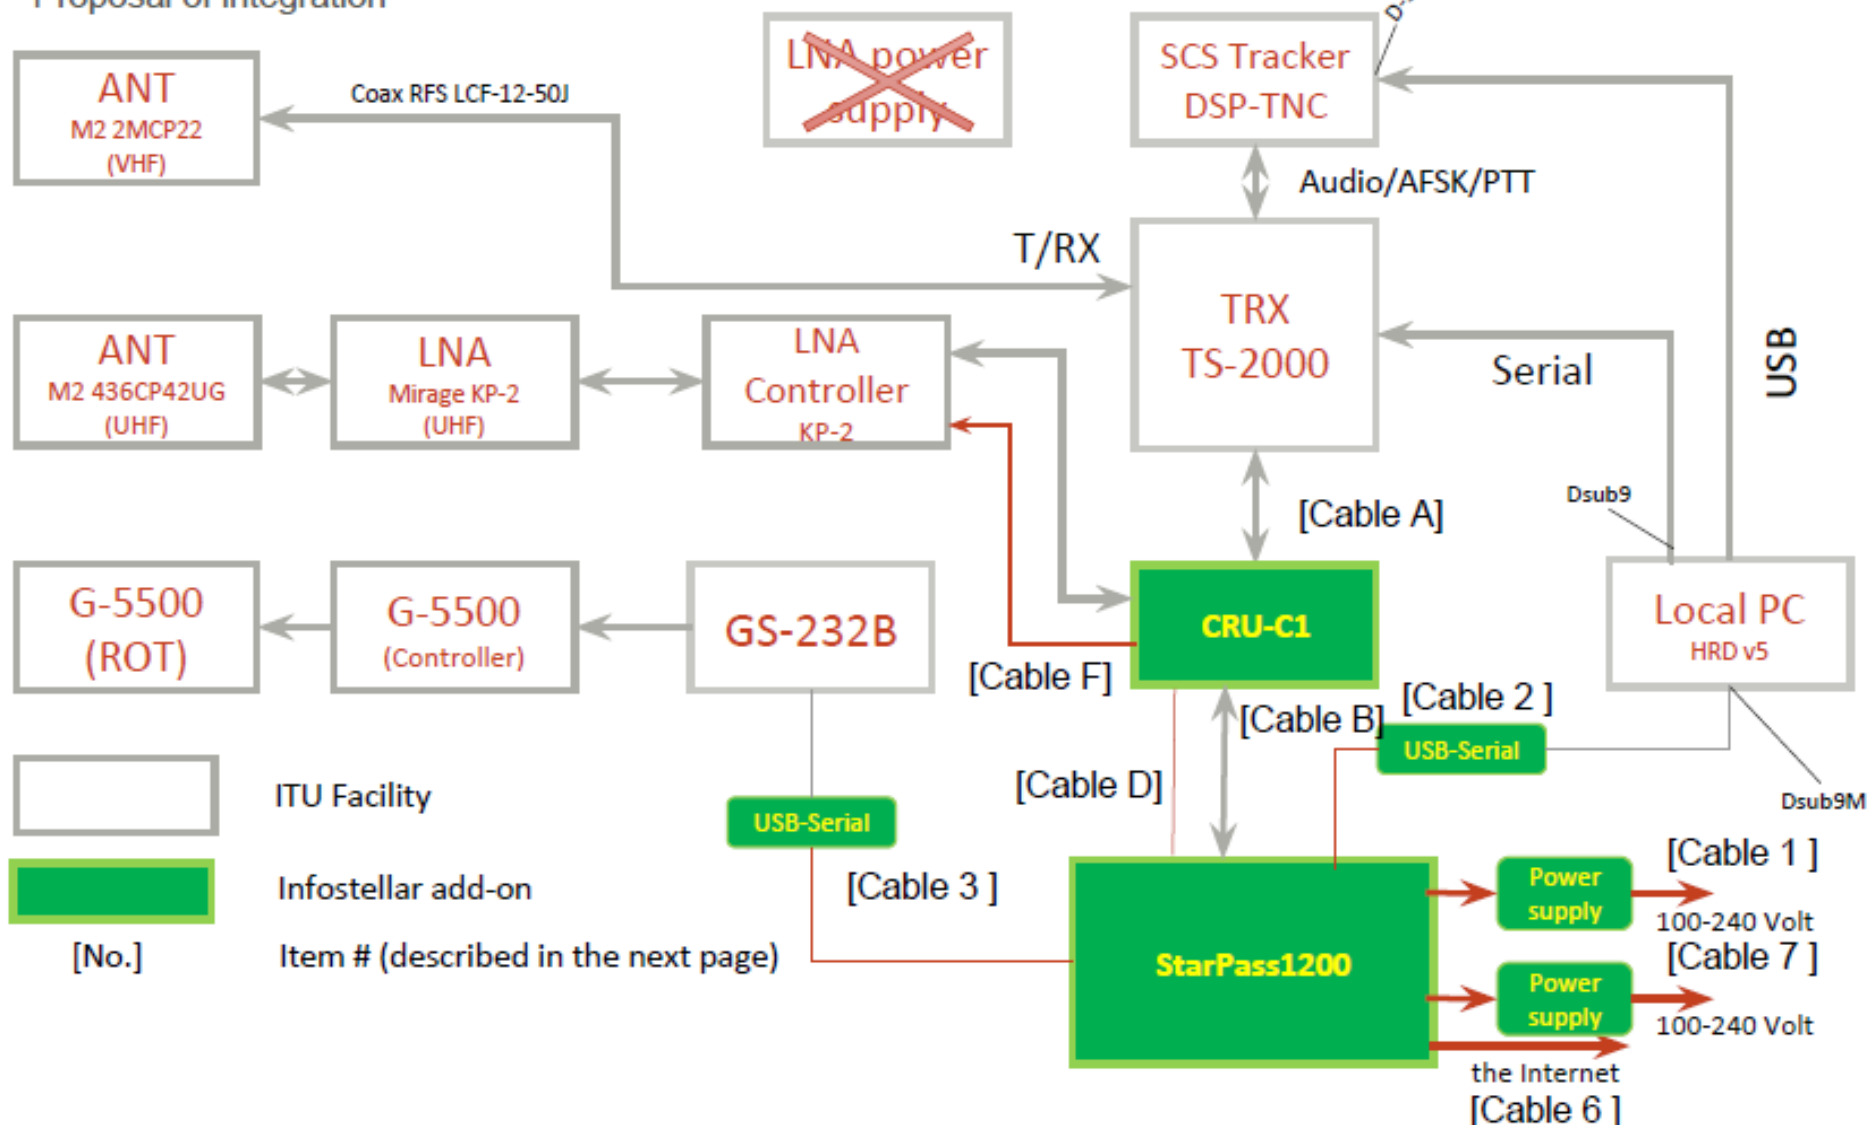 Proposal of Integration
ANT
M2 2MCP22
(VHF)
Coax RFS LCF-12-50J
LNA power
supply
SCS Tracker
DSP-TNC
Audio/AFSK/PTT
T/RX
TRX
TS-2000
Serial
USB
ANT
M2 436CP42UG
(UHF)
LNA
Mirage KP-2
(UHF)
LNA
Controller
KP-2
[Cable A]
Dsub9
G-5500
(ROT)
G-5500
(Controller)
GS-232B
CRU-C1
Local PC
HRD v5
[Cable F]
[Cable B]
[Cable 2 ]
USB-Serial
[Cable D]
Dsub9M
ITU Facility
USB-Serial
[Cable 3 ]
Infostellar add-on
[No.]
Item # (described in the next page)
StarPass1200
Power
supply
[Cable 1 ]
100-240 Volt
Power
supply
[Cable 7 ]
100-240 Volt
the Internet
[Cable 6 ]